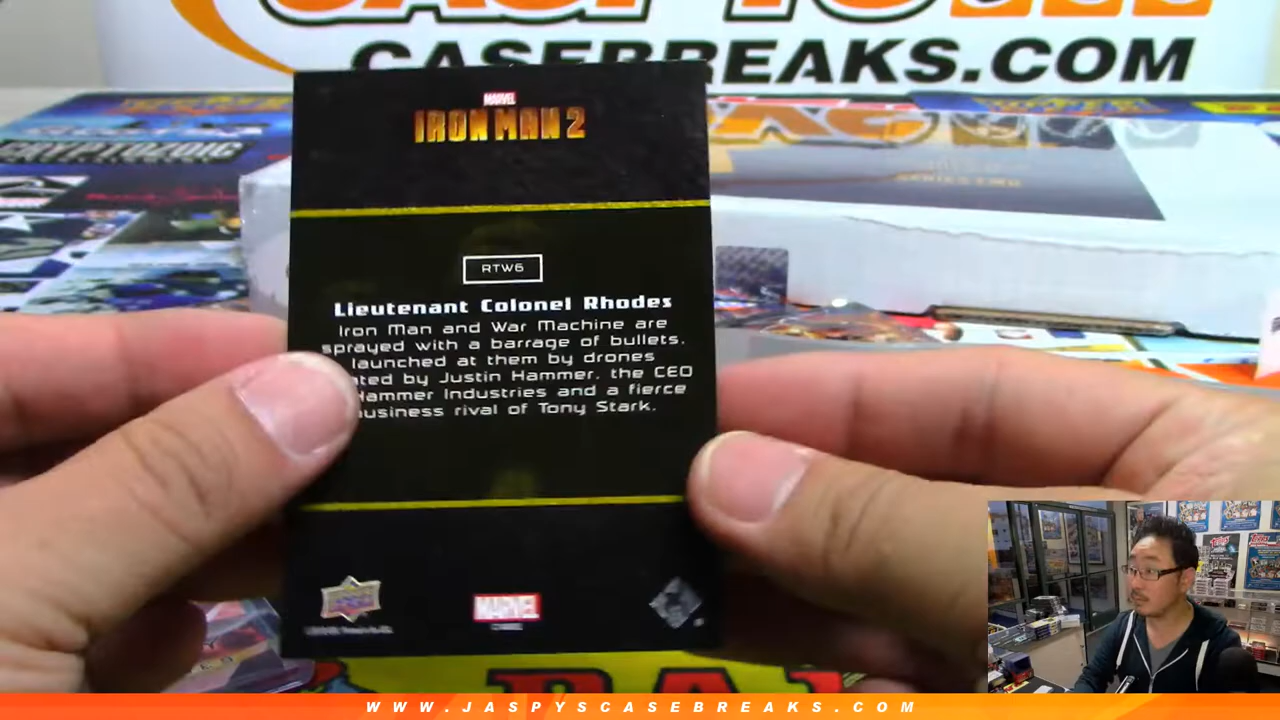 CASEBREAKS.COM
CRYPTOZOIC
MARVEL
IRON MAN 2
RTW6
Lieutenant Colonel Rhodes
Iron Man and War Machine are
sprayed with a barrage of bullets,
launched at them by drones
ated by Justin Hammer, the CEO
Hammer Industries and a fierce
business rival of Tony Stark.
MARVEL
WWW.JASPYSCASEBREAKS.COM